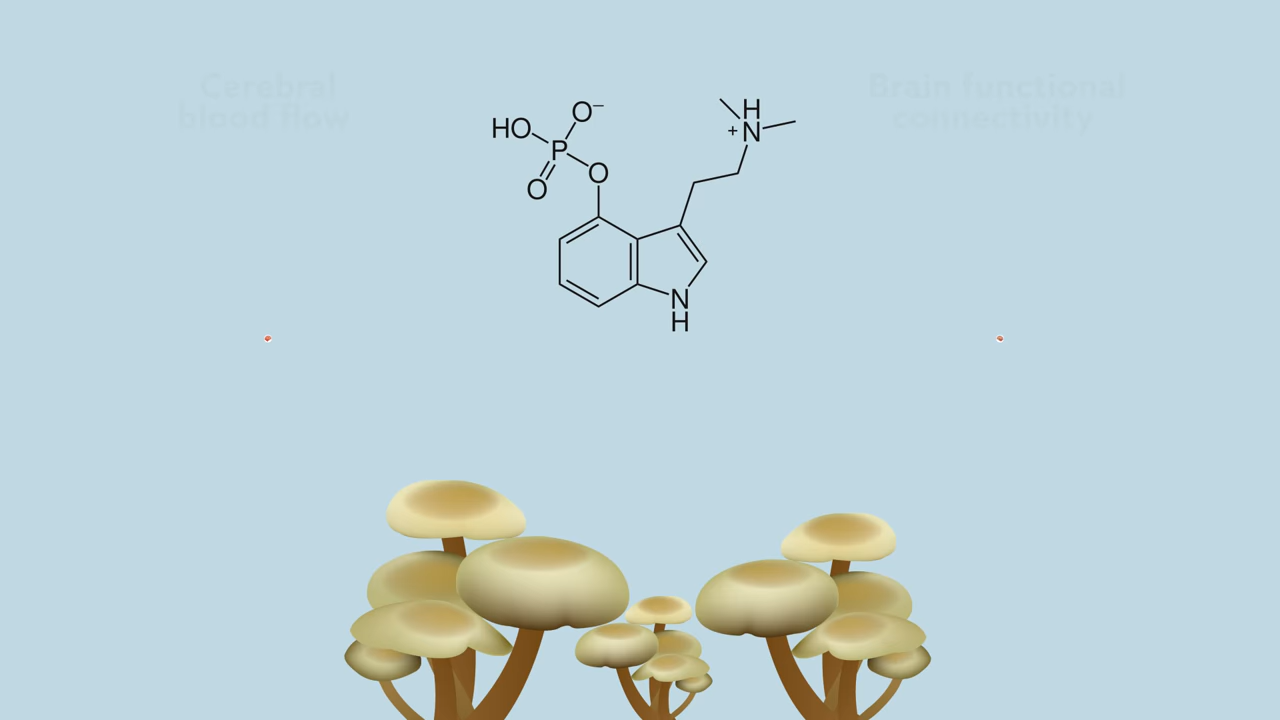 Cerebral
blood flow
Brain functional
connectivity
O⁻
HO
P
O
O
H
+N
N
H